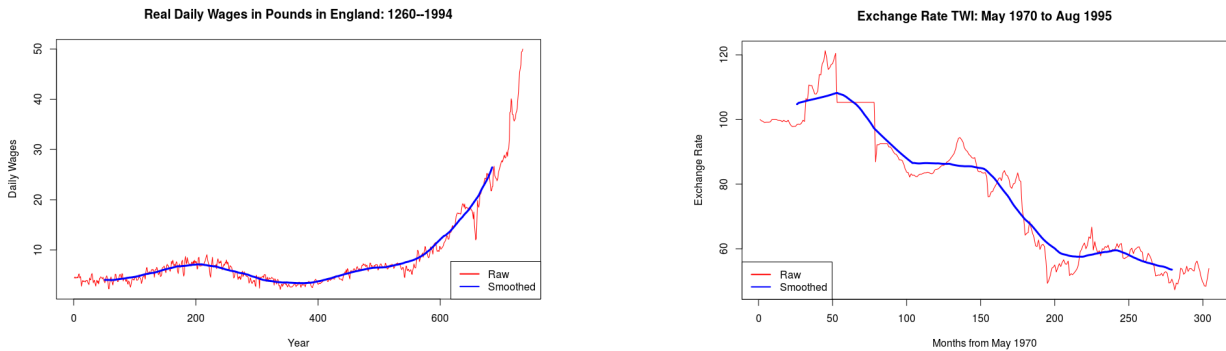 Real Daily Wages in Pounds in England: 1260--1994
Daily Wages
50
40
30
20
10
0
200
400
600
Year
Raw
Smoothed
Exchange Rate TWI: May 1970 to Aug 1995
Exchange Rate
120
100
80
60
0
50
100
150
200
250
300
Months from May 1970
Raw
Smoothed